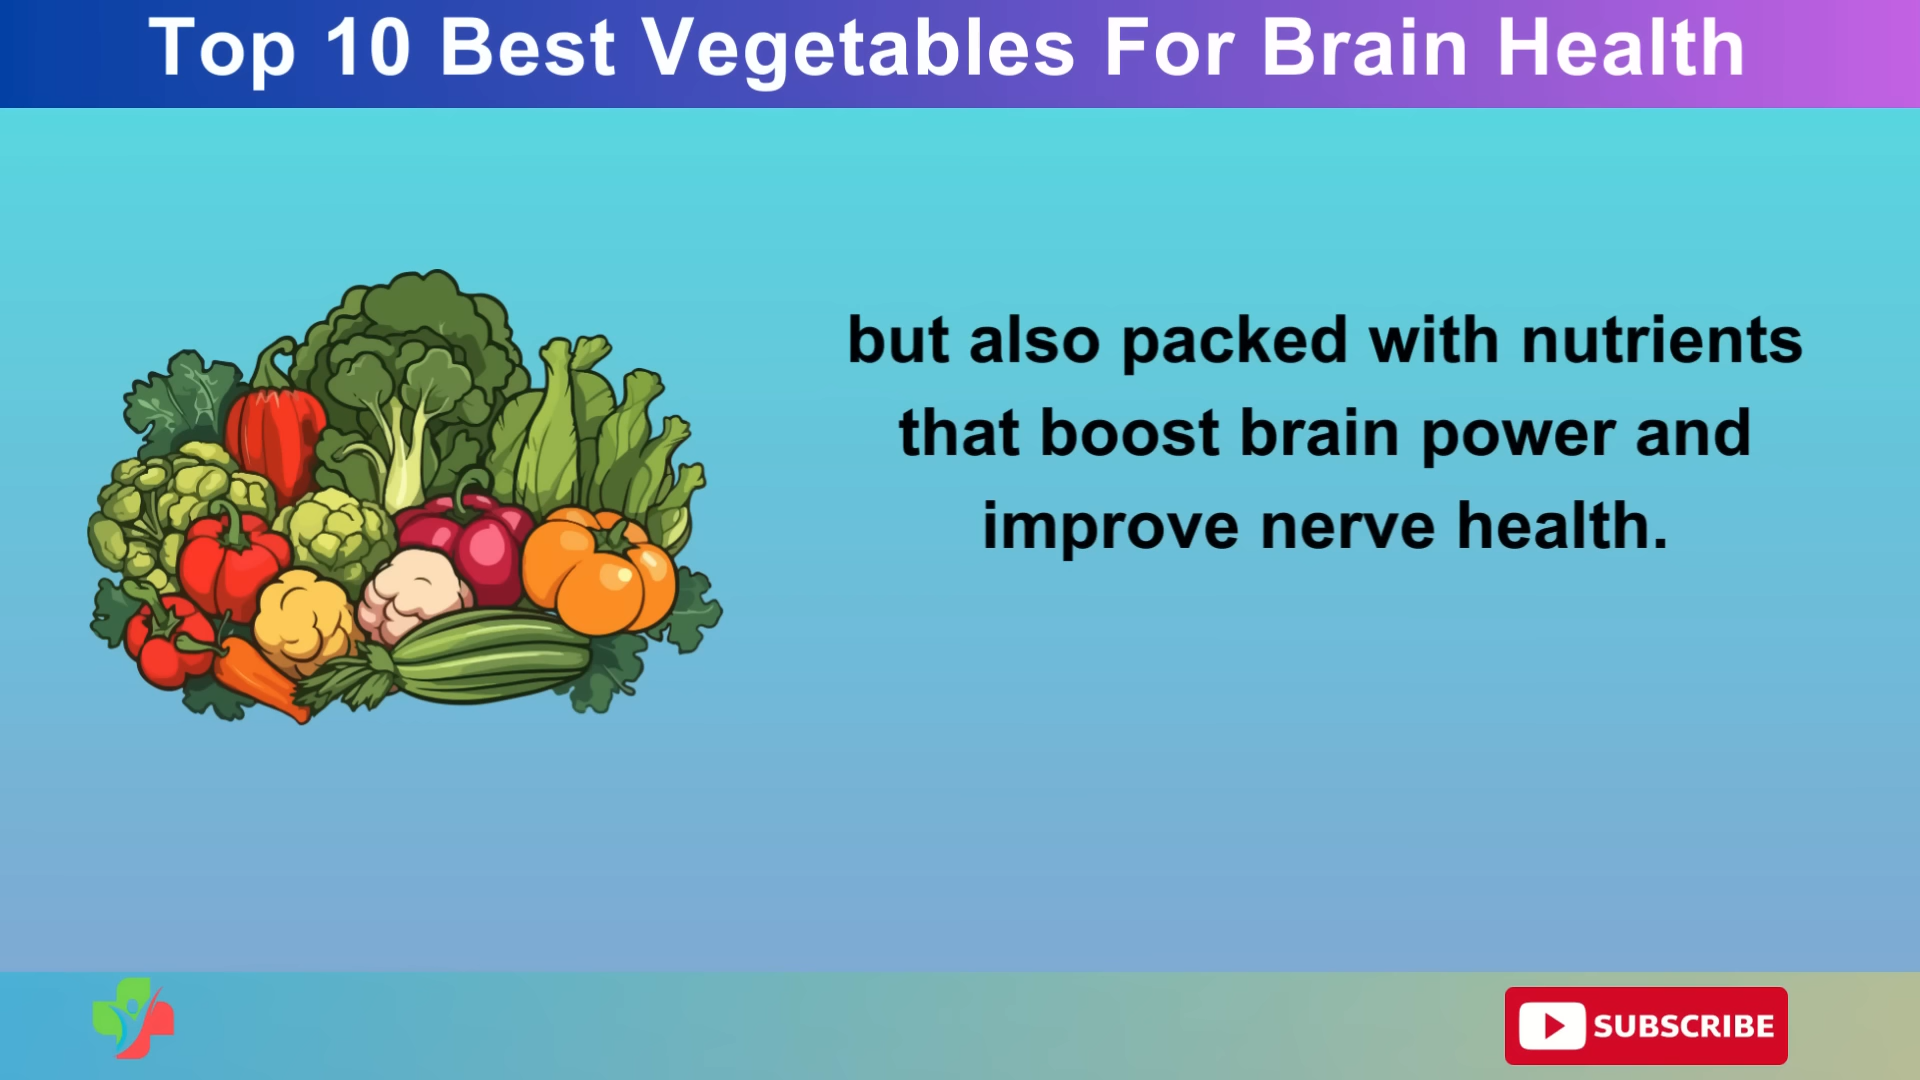 Top 10 Best Vegetables For Brain Health
but also packed with nutrients
that boost brain power and
improve nerve health.
SUBSCRIBE